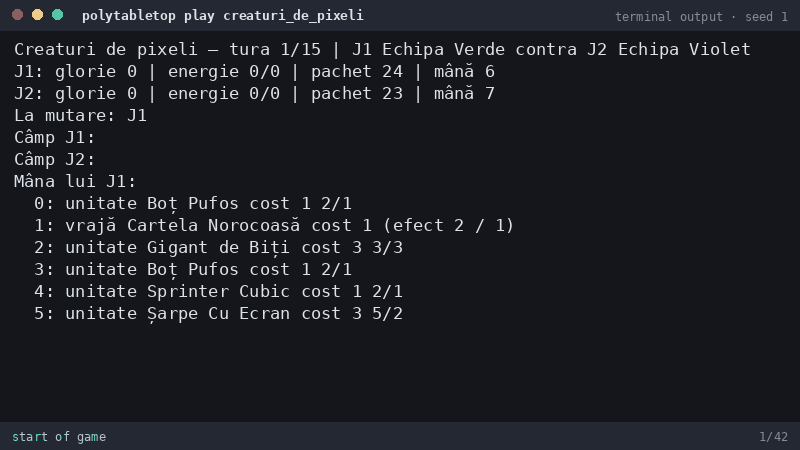 polytabletop play creaturi_de_pixeli
terminal output · seed 1
Creaturi de pixeli — tura 1/15 | J1 Echipa Verde contra J2 Echipa Violet
J1: glorie 0 | energie 0/0 | pachet 24 | mână 6
J2: glorie 0 | energie 0/0 | pachet 23 | mână 7
La mutare: J1
Câmp J1:
Câmp J2:
Mâna lui J1:
0: unitate Boț Pufos cost 1 2/1
1: vrajă Cartela Norocoasă cost 1 (efect 2 / 1)
2: unitate Gigant de Biți cost 3 3/3
3: unitate Boț Pufos cost 1 2/1
4: unitate Sprinter Cubic cost 1 2/1
5: unitate Șarpe Cu Ecran cost 3 5/2
start of game
1/42